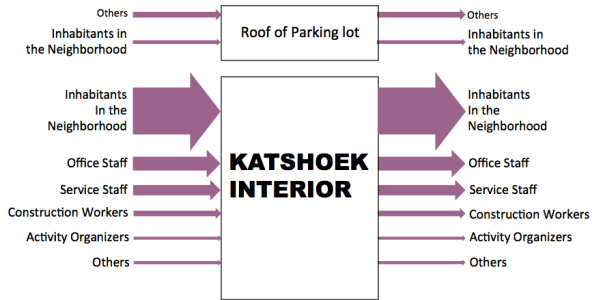 Others
Inhabitants in
the Neighborhood
Roof of Parking lot
Others
Inhabitants in
the Neighborhood
Inhabitants
In the
Neighborhood
Office Staff
Service Staff
Construction Workers
Activity Organizers
Others
KATSHOEK
INTERIOR
Inhabitants
In the
Neighborhood
Office Staff
Service Staff
Construction Workers
Activity Organizers
Others